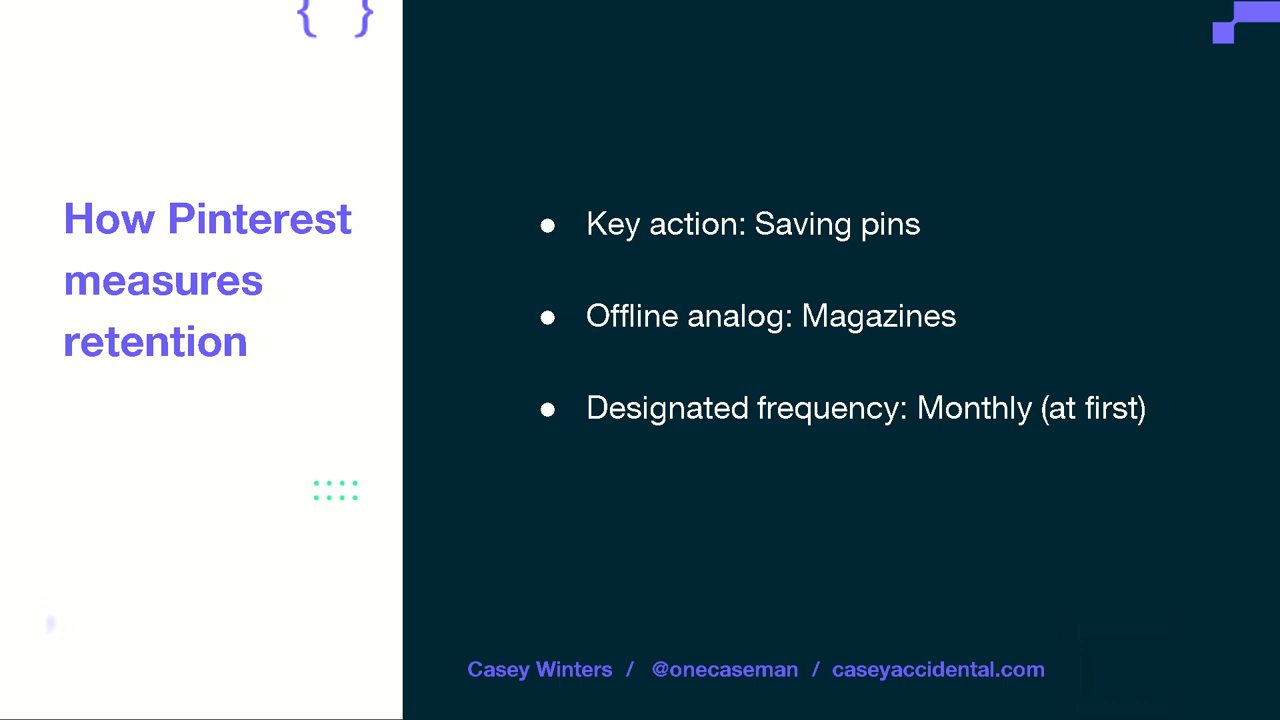 { }
How Pinterest
measures
retention
● Key action: Saving pins
● Offline analog: Magazines
● Designated frequency: Monthly (at first)
Casey Winters / @onecaseman / caseyaccidental.com